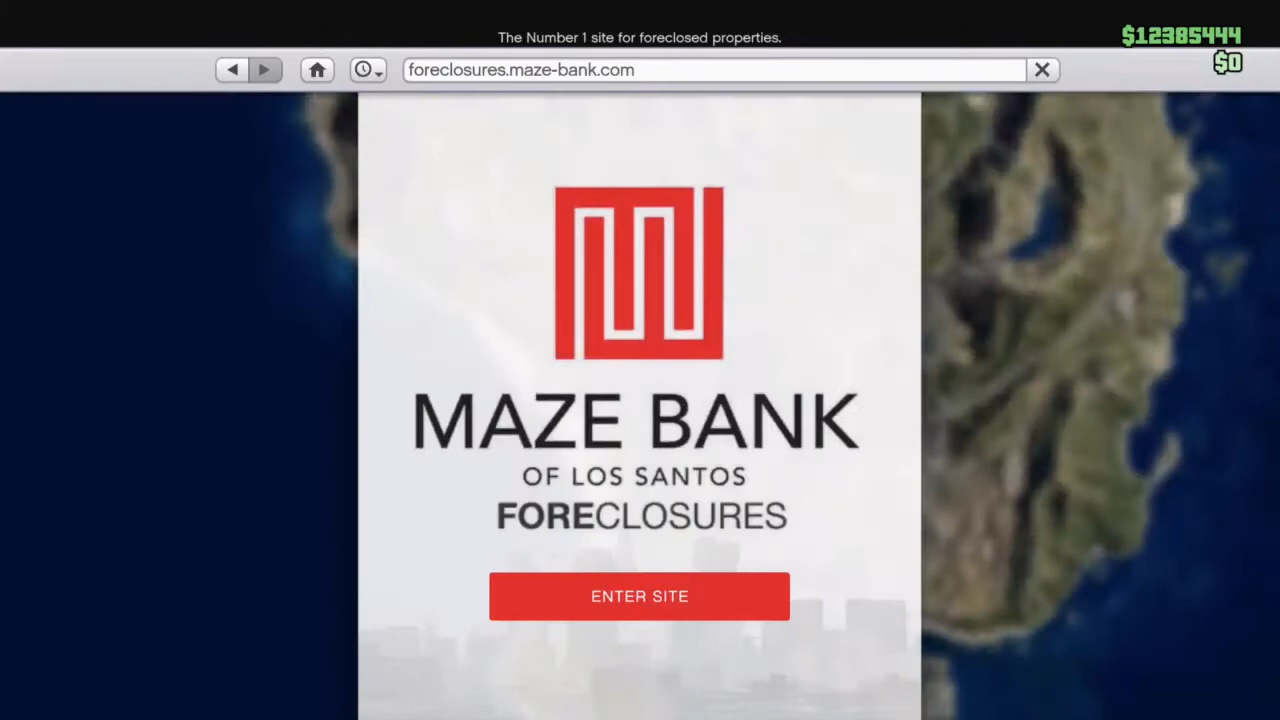 The Number 1 site for foreclosed properties.
$12385444
$0
foreclosures.maze-bank.com
MAZE BANK
OF LOS SANTOS
FORECLOSURES
ENTER SITE